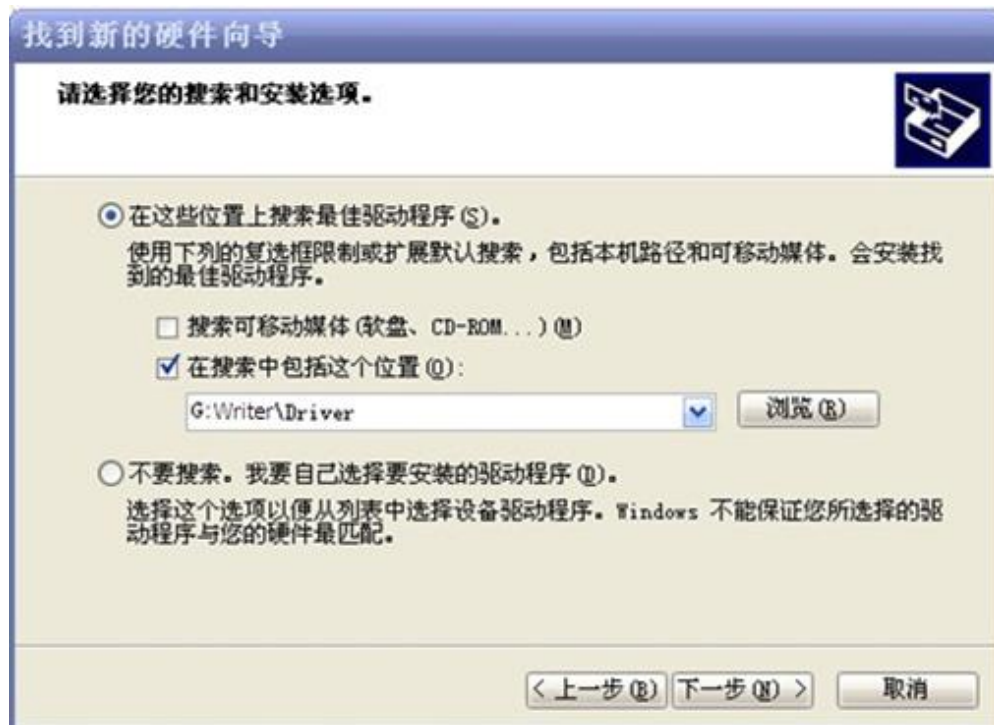 找到新的硬件向导
请选择您的搜索和安装选项。
在这些位置上搜索最佳驱动程序(S)。
使用下列的复选框限制或扩展默认搜索，包括本机路径和可移动媒体。会安装找
到的最佳驱动程序。
搜索可移动媒体(软盘、CD-ROM...)(M)
在搜索中包括这个位置(O):
G:Writer\Driver
浏览(R)
不要搜索。我要自己选择要安装的驱动程序(D)。
选择这个选项以便从列表中选择设备驱动程序。Windows 不能保证您所选择的驱
动程序与您的硬件最匹配。
< 上一步(B) 下一步(N) > 取消